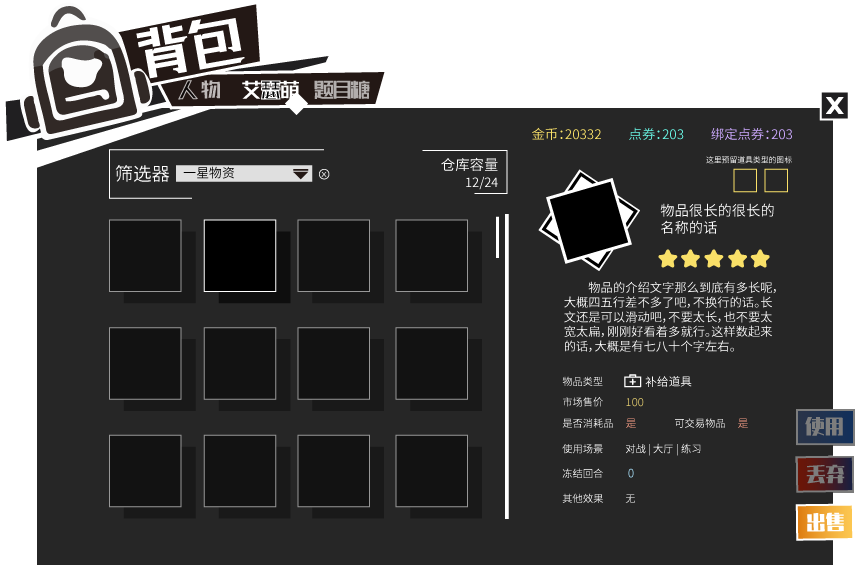 背包
人物
艾露萌
题目糖
X
金币:20332
点券:203
绑定点券:203
这里预留道具类型的图标
筛选器
一星物资
仓库容量
12/24
物品很长的很长的
名称的话
物品的介绍文字那么到底有多长呢,
大概四五行差不多了吧,不换行的话。长
文还是可以滑动吧,不要太长,也不要太
宽太扁,刚刚好看着多就行。这样数起来
的话,大概是有七八十个字左右。
物品类型
补给道具
市场售价
100
是否消耗品
是
可交易物品
是
使用场景
对战|大厅|练习
冻结回合
0
其他效果
无
使用
丢弃
出售